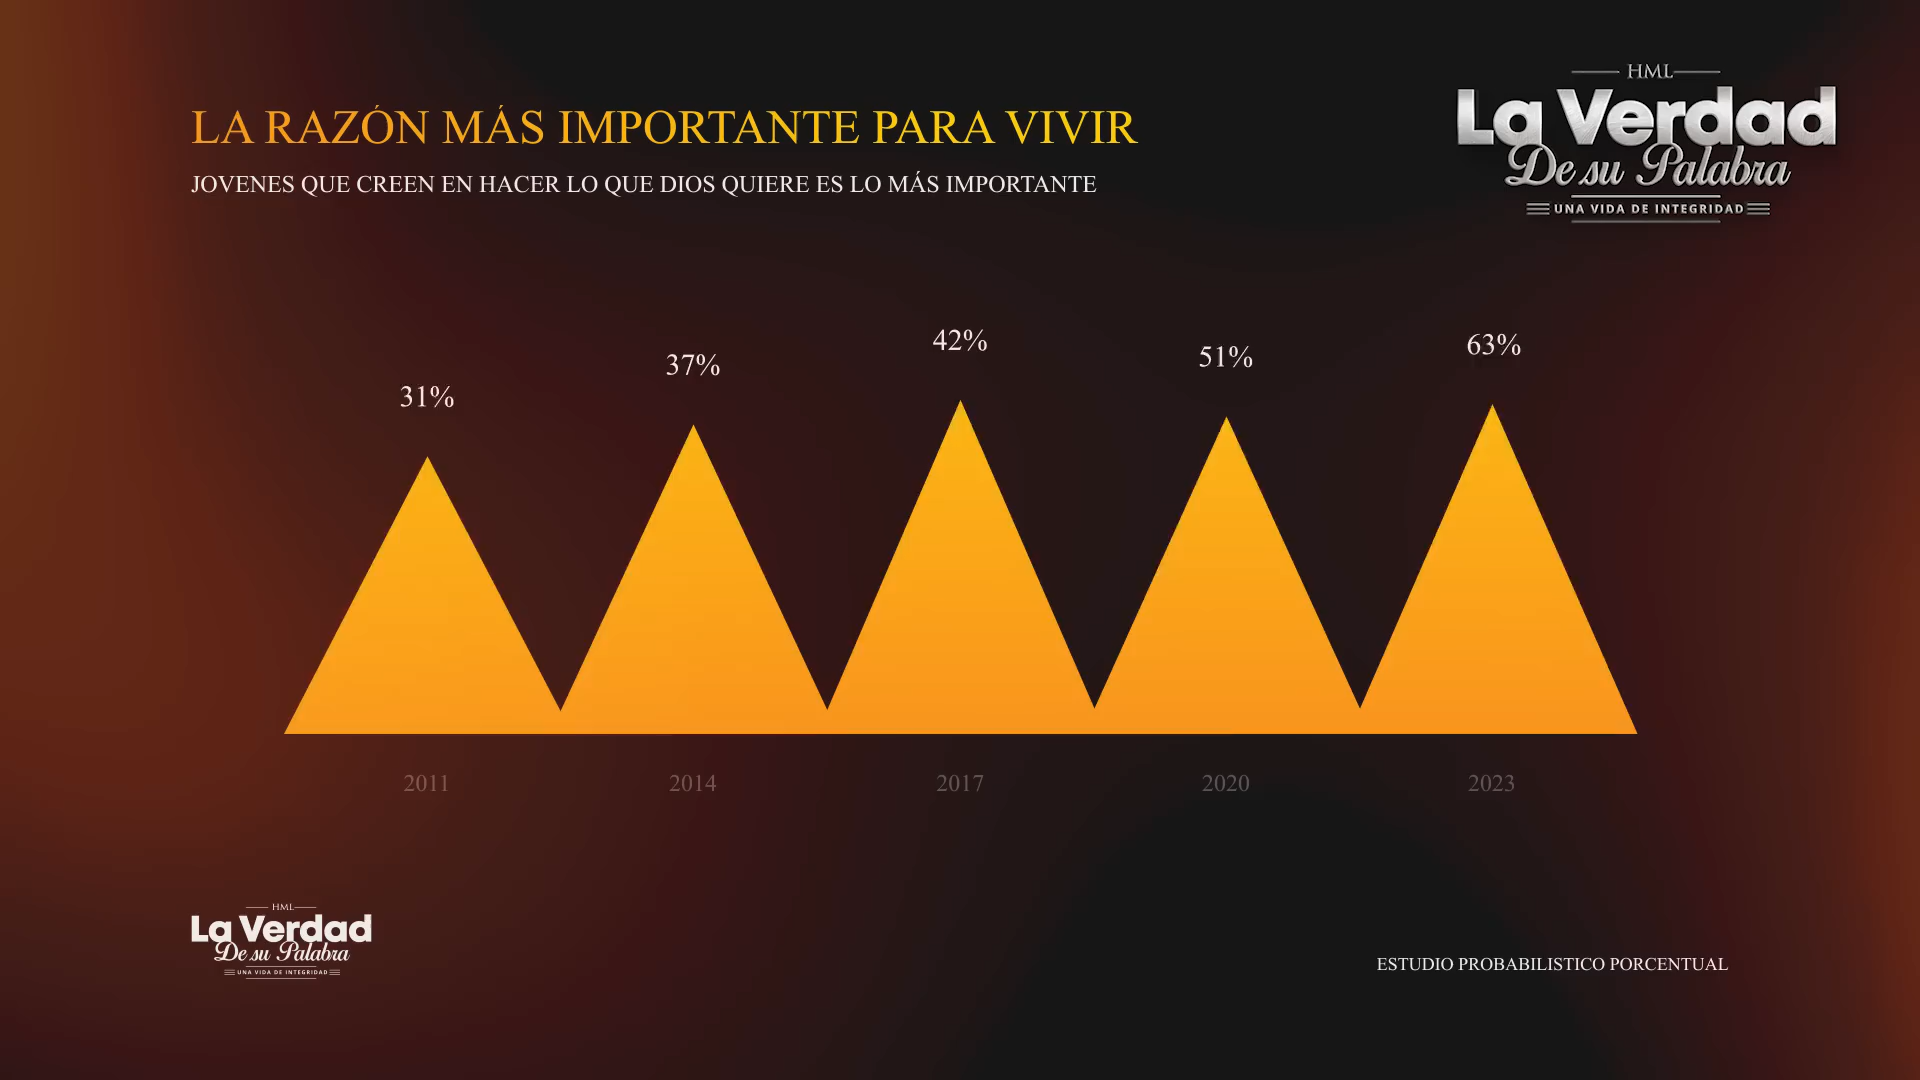 HML
La Verdad
De su Palabra
UNA VIDA DE INTEGRIDAD
LA RAZÓN MÁS IMPORTANTE PARA VIVIR
JOVENES QUE CREEN EN HACER LO QUE DIOS QUIERE ES LO MÁS IMPORTANTE
31%
37%
42%
51%
63%
2011
2014
2017
2020
2023
HML
La Verdad
De su Palabra
UNA VIDA DE INTEGRIDAD
ESTUDIO PROBABILISTICO PORCENTUAL